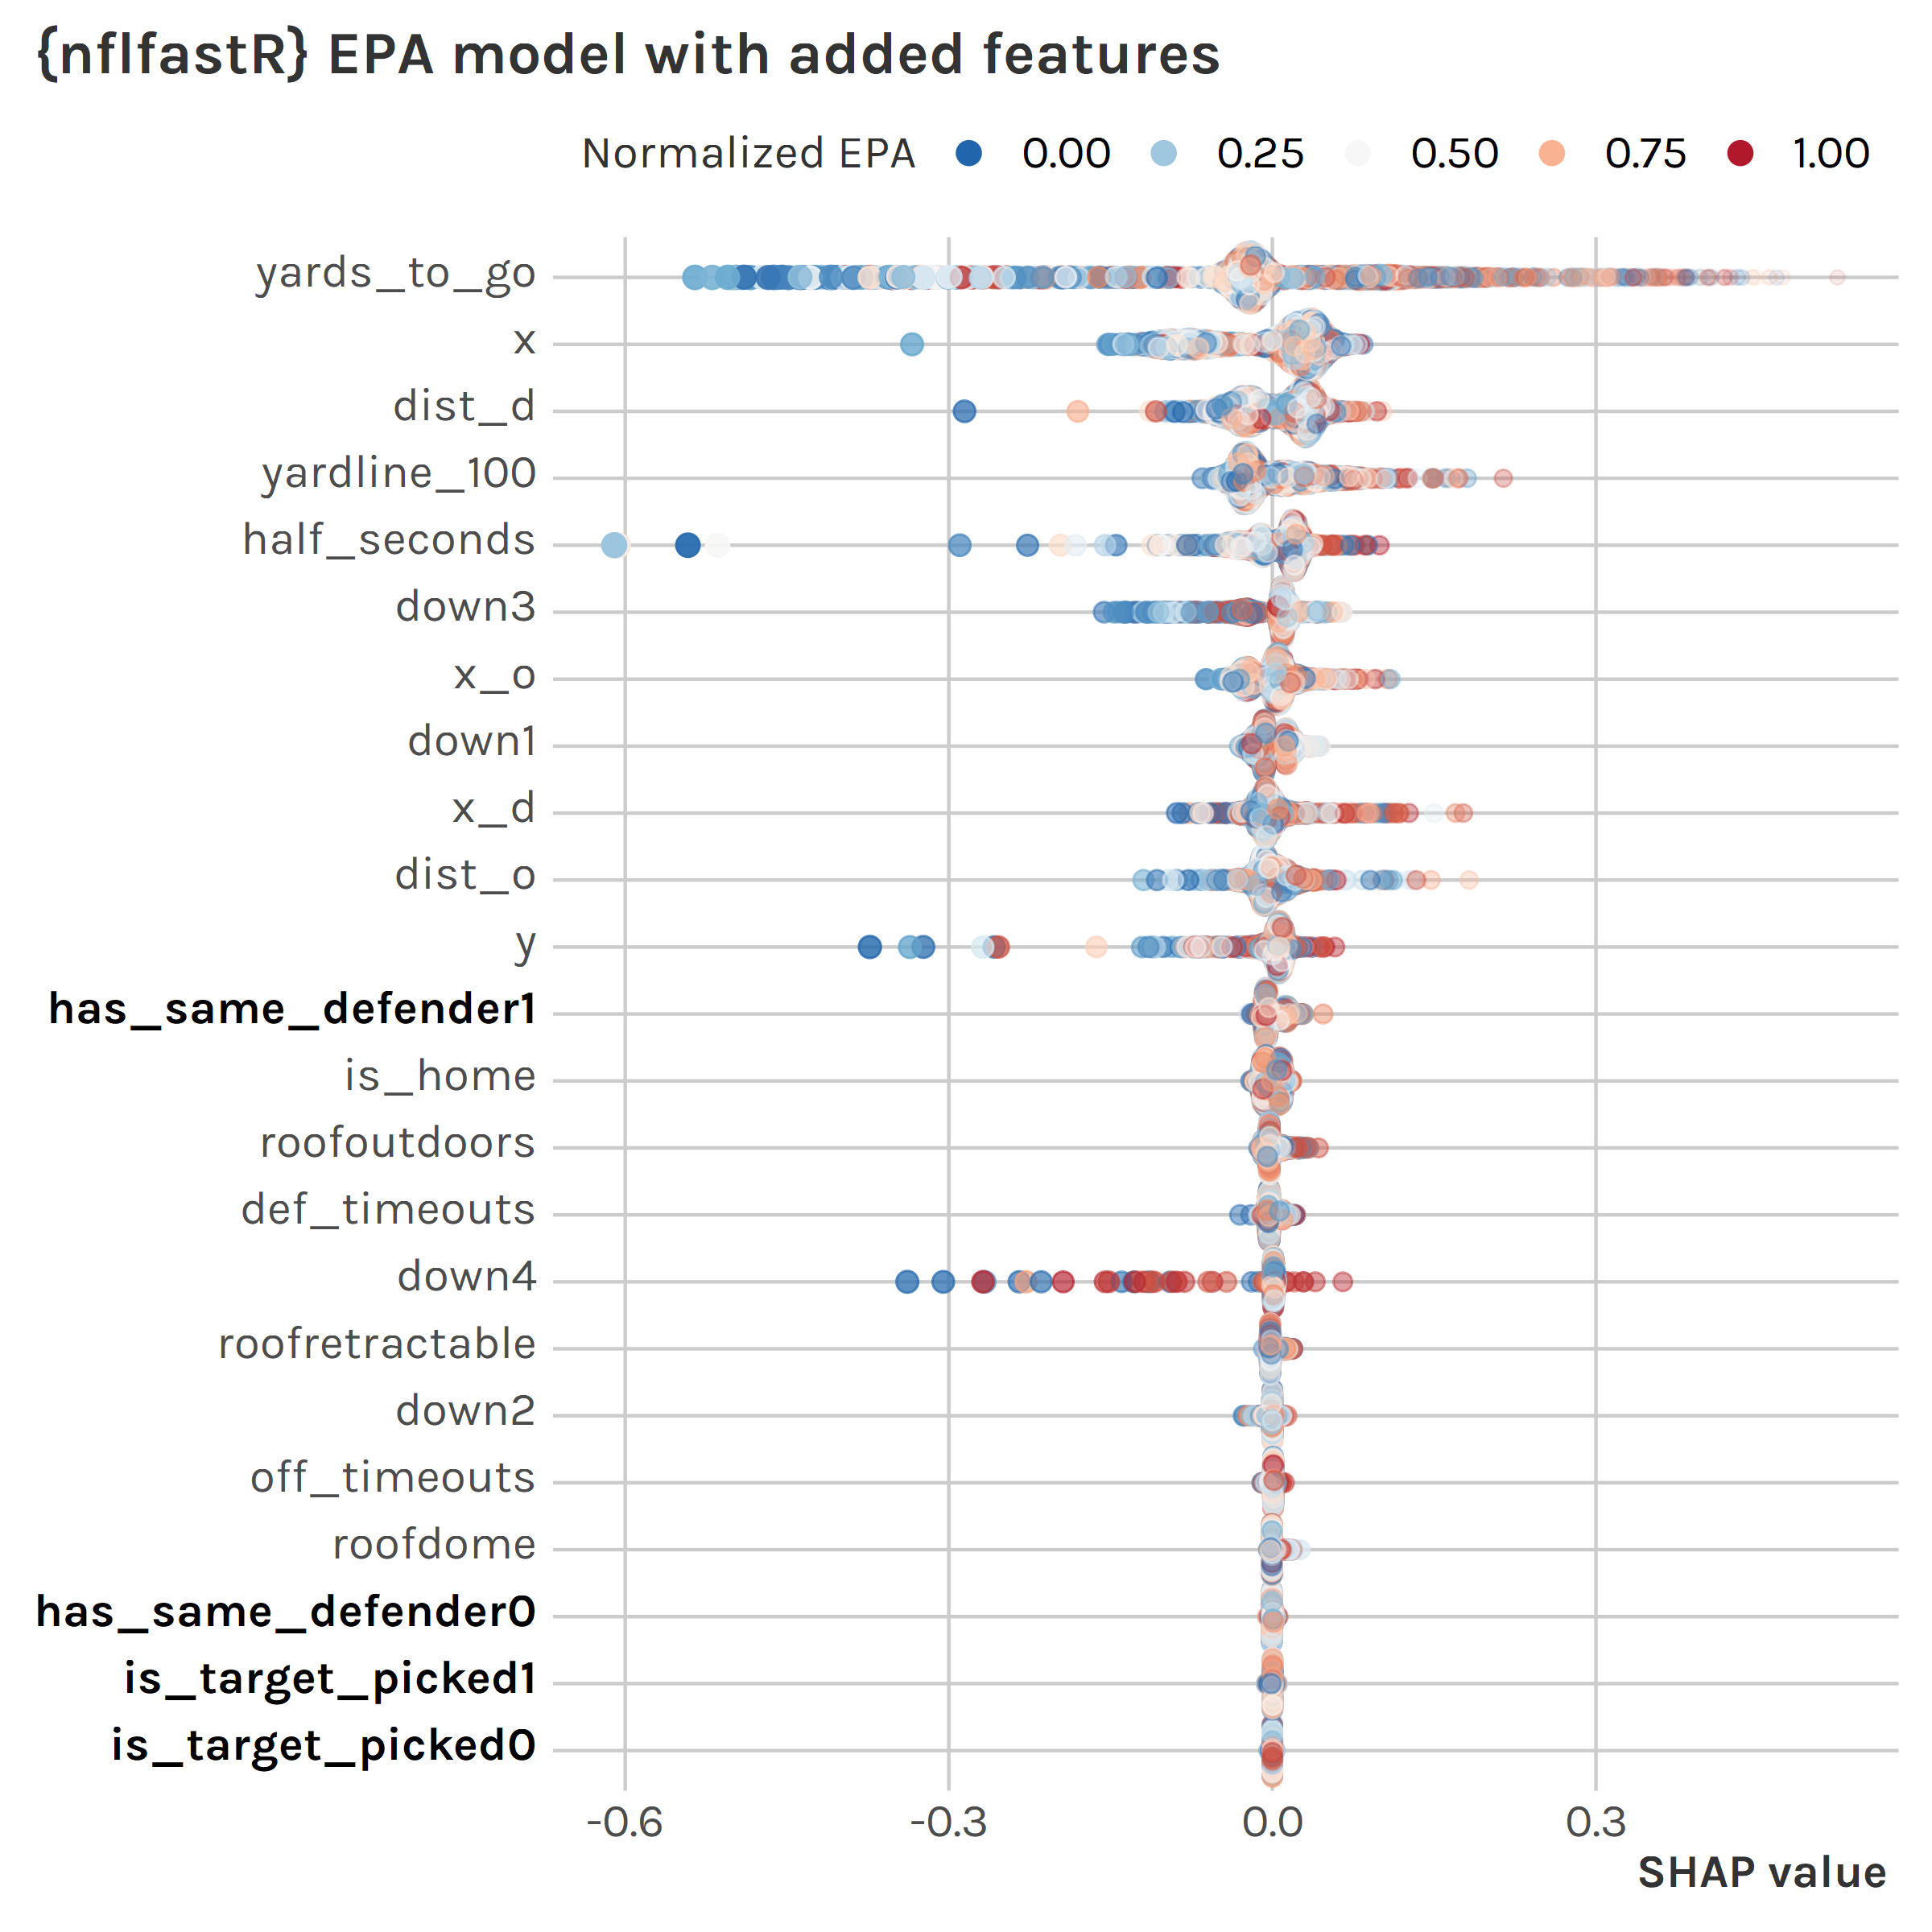 {nflfastR} EPA model with added features
Normalized EPA 0.00 0.25 0.50 0.75 1.00
yards_to_go
x
dist_d
yardline_100
half_seconds
down3
x_o
down1
x_d
dist_o
y
has_same_defender1
is_home
roofoutdoors
def_timeouts
down4
roofretractable
down2
off_timeouts
roofdome
has_same_defender0
is_target_picked1
is_target_picked0
-0.6 -0.3 0.0 0.3
SHAP value